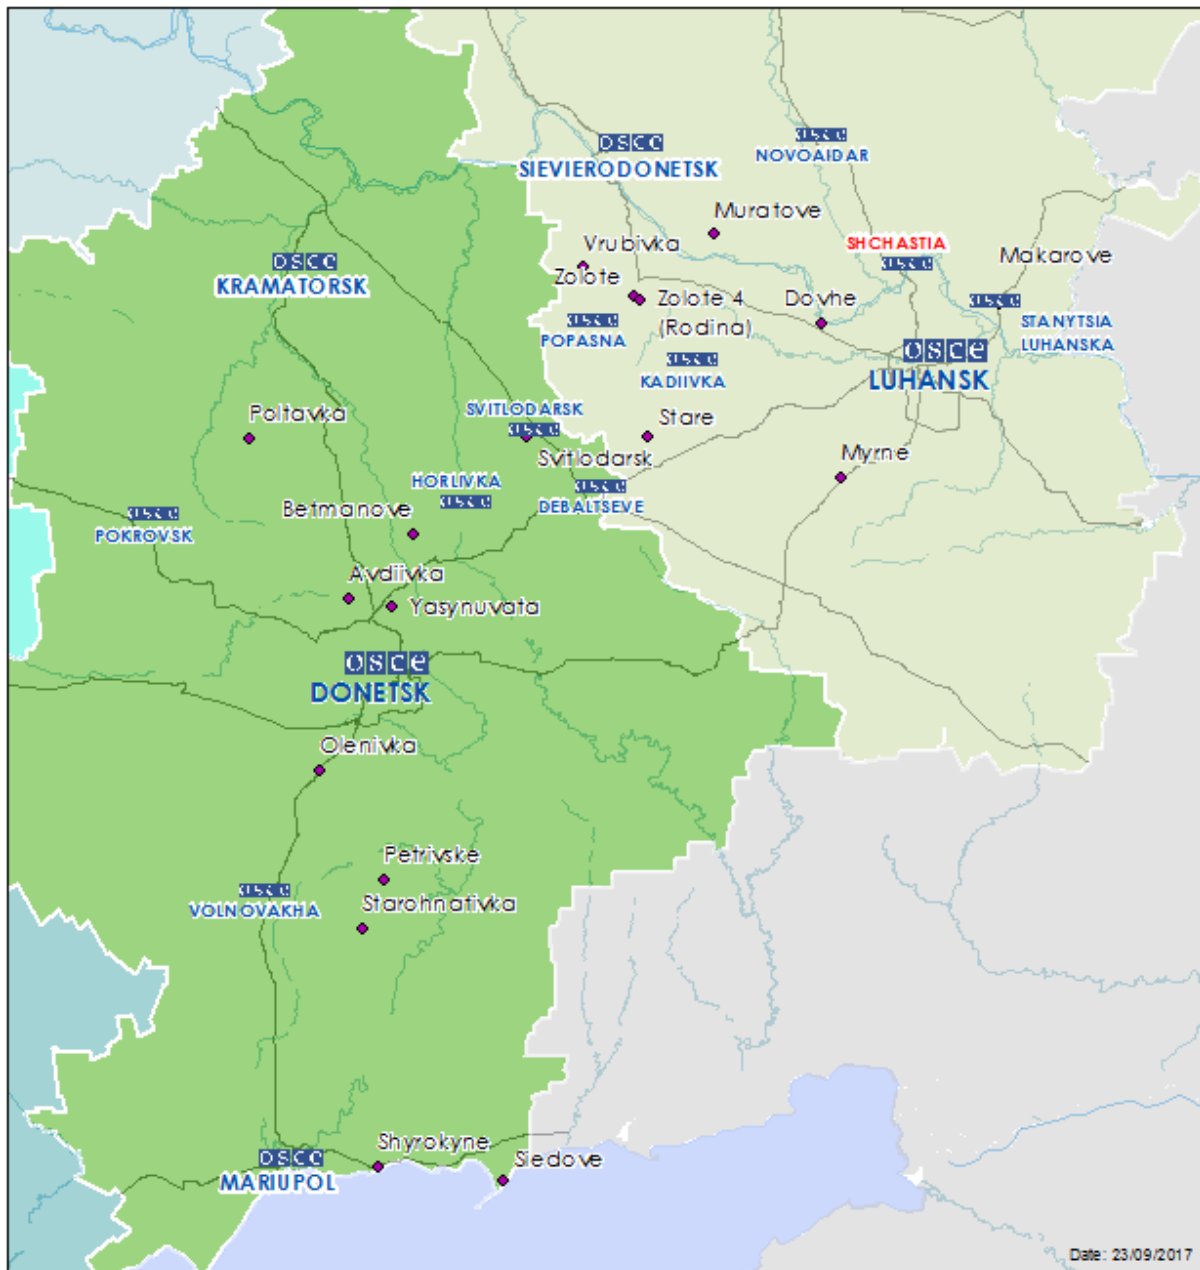 OSCE
NOVOAIDAR
OSCE
SIEVIERODONETSK
Muratove
Vrubivka
SHCHASTIA
OSCE
Makarove
OSCE
KRAMATORSK
Zolote
Zolote 4
(Rodina)
Dovhe
OSCE
STANYTSIA
LUHANSKA
OSCE
POPASNA
OSCE
LUHANSK
OSCE
KADIIVKA
Poltavka
SVITLODARSK
OSCE
Stare
Svitlodarsk
Myrne
HORLIVKA
OSCE
OSCE
DEBALTSEVE
Betmanove
OSCE
POKROVSK
Avdiivka
Yasynuvata
OSCE
DONETSK
Olenivka
Petrivske
OSCE
VOLNOVAKHA
Starohnativka
OSCE
MARIUPOL
Shyrokyne
Siedove
Date: 23/09/2017